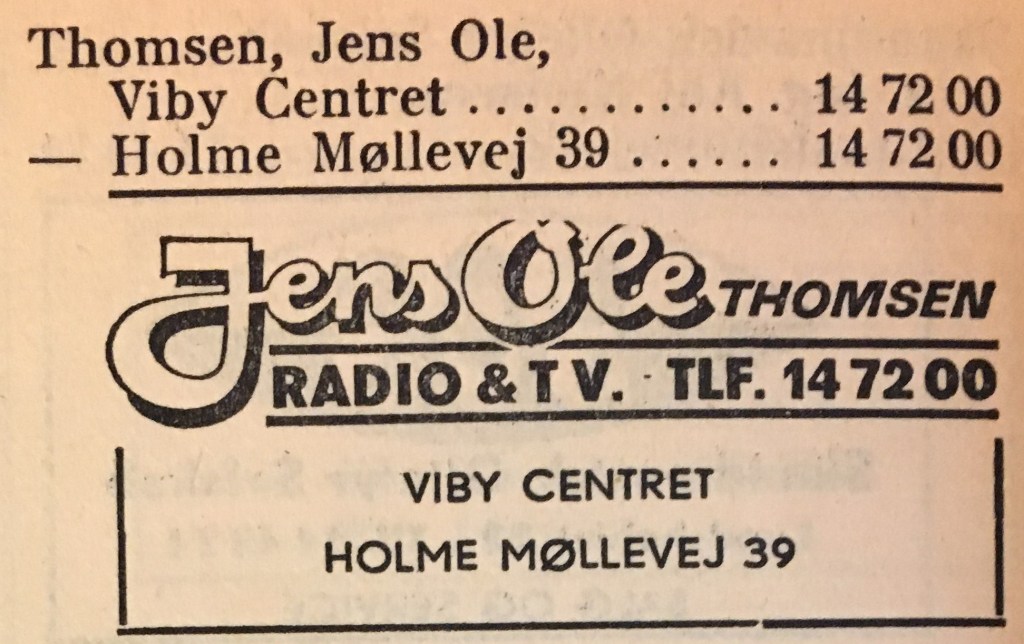 Thomsen, Jens Ole,
Viby Centret ............ 14 72 00
— Holme Møllevej 39 ...... 14 72 00
Jens Ole THOMSEN
RADIO & T V. · TLF. 14 72 00
VIBY CENTRET
HOLME MØLLEVEJ 39